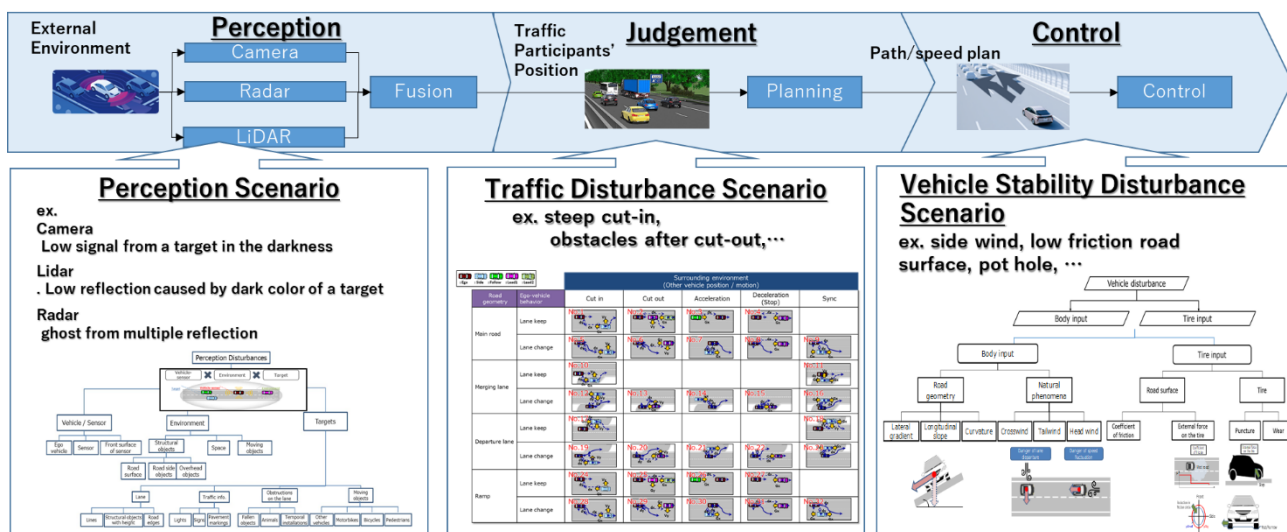 External
Environment
Perception
Camera
Radar
LiDAR
Fusion
Traffic
Participants'
Position
Judgement
Planning
Path/speed plan
Control
Control
Perception Scenario
ex.
Camera
Low signal from a target in the darkness
Lidar
. Low reflection caused by dark color of a target
Radar
ghost from multiple reflection
Perception Disturbances
Vehicle/
sensor
Environment
Target
Vehicle / Sensor
Environment
Targets
Ego
vehicle
Sensor
Front surface
of sensor
Structural
objects
Space
Moving
objects
Road
surface
Road side
objects
Overhead
objects
Lane
Traffic info.
Obstructions
on the lane
Moving
objects
Lines
Structural objects
with height
Road
edges
Lights
Signs
Pavement
markings
Fallen
objects
Animals
Temporal
installations
Other
vehicles
Motorbikes
Bicycles
Pedestrians
Traffic Disturbance Scenario
ex. steep cut-in,
obstacles after cut-out,…
Surrounding environment
(Other vehicle position / motion)
Road
geometry
Ego-vehicle
behavior
Cut in
Cut out
Acceleration
Deceleration
(Stop)
Sync
Main road
Lane keep
Lane change
Merging lane
Lane keep
Lane change
Departure lane
Lane keep
Lane change
Ramp
Lane keep
Lane change
Vehicle Stability Disturbance
Scenario
ex. side wind, low friction road
surface, pot hole, …
Vehicle disturbance
Body input
Tire input
Body input
Tire input
Road
geometry
Natural
phenomena
Road surface
Tire
Lateral
gradient
Longitudinal
slope
Curvature
Crosswind
Tailwind
Head wind
Coefficient
of friction
External force
on the tire
Puncture
Wear